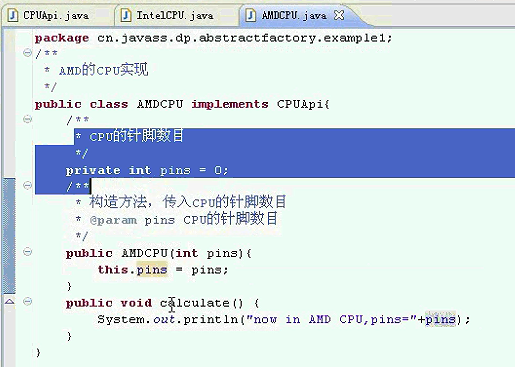 CPUApi.java IntelCPU.java AMDCPU.java
package cn.javass.dp.abstractfactory.example1;
/**
 * AMD的CPU实现
 */
public class AMDCPU implements CPUApi{
    /**
     * CPU的针脚数目
     */
    private int pins = 0;
    /**
     * 构造方法，传入CPU的针脚数目
     * @param pins CPU的针脚数目
     */
    public AMDCPU(int pins){
        this.pins = pins;
    }
    public void calculate() {
        System.out.println("now in AMD CPU,pins="+pins);
    }
}